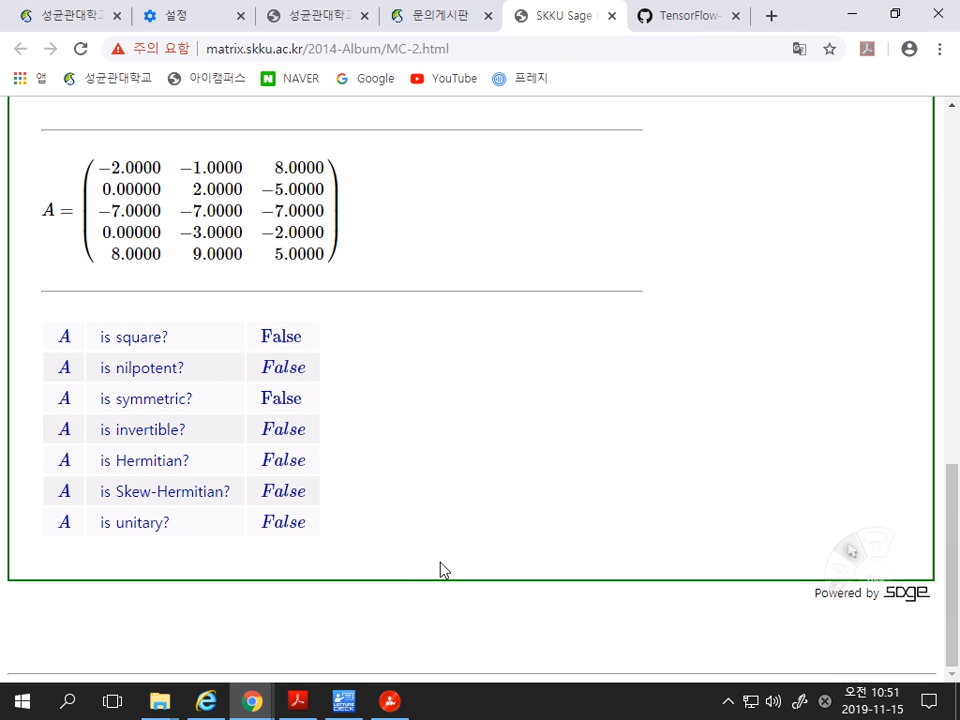 성균관대학교
설정
성균관대학교
문의게시판
SKKU Sage
TensorFlow-
주의 요함 | matrix.skku.ac.kr/2014-Album/MC-2.html
앱 성균관대학교 아이캠퍼스 NAVER Google YouTube 프레지
−2.0000 −1.0000 8.0000
0.00000 2.0000 −5.0000
A = −7.0000 −7.0000 −7.0000
0.00000 −3.0000 −2.0000
8.0000 9.0000 5.0000
A is square? False
A is nilpotent? False
A is symmetric? False
A is invertible? False
A is Hermitian? False
A is Skew-Hermitian? False
A is unitary? False
Powered by sage
LECTURE CHECK
오전 10:51
2019-11-15